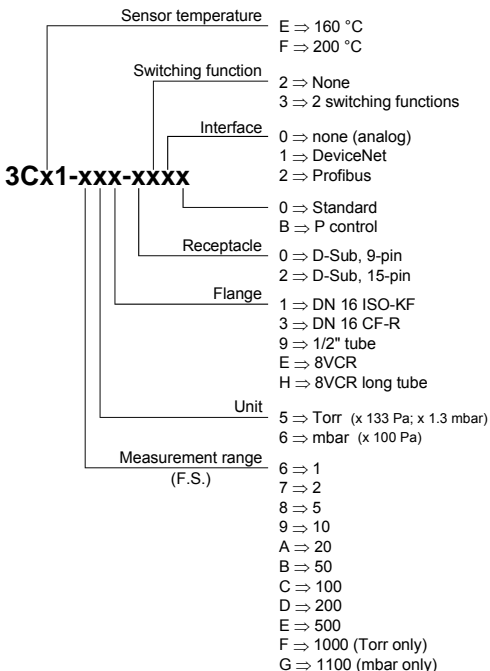 Sensor temperature
E ⇒ 160 °C
F ⇒ 200 °C
Switching function
2 ⇒ None
3 ⇒ 2 switching functions
Interface
0 ⇒ none (analog)
1 ⇒ DeviceNet
2 ⇒ Profibus
3Cx1-xxx-xxxx
0 ⇒ Standard
B ⇒ P control
Receptacle
0 ⇒ D-Sub, 9-pin
2 ⇒ D-Sub, 15-pin
Flange
1 ⇒ DN 16 ISO-KF
3 ⇒ DN 16 CF-R
9 ⇒ 1/2" tube
E ⇒ 8VCR
H ⇒ 8VCR long tube
Unit
5 ⇒ Torr (x 133 Pa; x 1.3 mbar)
6 ⇒ mbar (x 100 Pa)
Measurement range
(F.S.)
6 ⇒ 1
7 ⇒ 2
8 ⇒ 5
9 ⇒ 10
A ⇒ 20
B ⇒ 50
C ⇒ 100
D ⇒ 200
E ⇒ 500
F ⇒ 1000 (Torr only)
G ⇒ 1100 (mbar only)